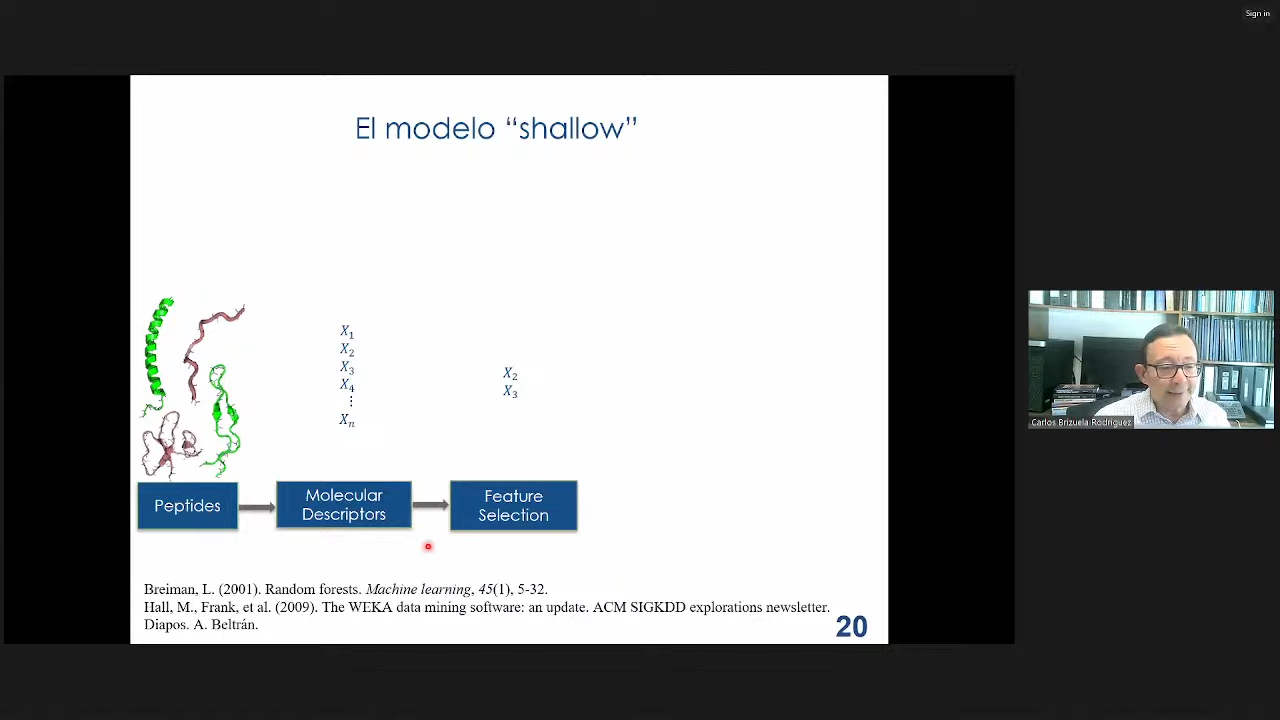 Sign in
El modelo “shallow”
X₁
X₂
X₃
X₄
⋮
Xₙ
X₂
X₃
Peptides
Molecular
Descriptors
Feature
Selection
Breiman, L. (2001). Random forests. Machine learning, 45(1), 5-32.
Hall, M., Frank, et al. (2009). The WEKA data mining software: an update. ACM SIGKDD explorations newsletter.
Diapos. A. Beltrán.
20
Carlos Brizuela Rodriguez